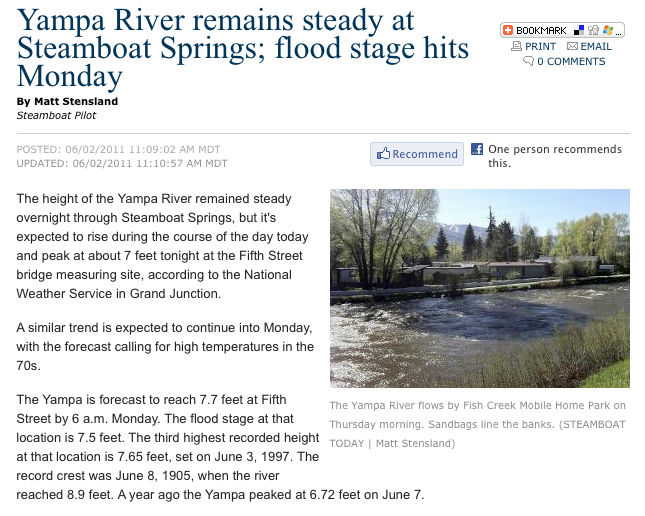 Yampa River remains steady at
Steamboat Springs; flood stage hits
Monday
BOOKMARK ...
PRINT EMAIL
0 COMMENTS
By Matt Stensland
Steamboat Pilot
POSTED: 06/02/2011 11:09:02 AM MDT
UPDATED: 06/02/2011 11:10:57 AM MDT
Recommend
One person recommends
this.
The height of the Yampa River remained steady
overnight through Steamboat Springs, but it's
expected to rise during the course of the day today
and peak at about 7 feet tonight at the Fifth Street
bridge measuring site, according to the National
Weather Service in Grand Junction.
A similar trend is expected to continue into Monday,
with the forecast calling for high temperatures in the
70s.
The Yampa is forecast to reach 7.7 feet at Fifth
Street by 6 a.m. Monday. The flood stage at that
location is 7.5 feet. The third highest recorded height
at that location is 7.65 feet, set on June 3, 1997. The
record crest was June 8, 1905, when the river
reached 8.9 feet. A year ago the Yampa peaked at 6.72 feet on June 7.
The Yampa River flows by Fish Creek Mobile Home Park on
Thursday morning. Sandbags line the banks. (STEAMBOAT
TODAY | Matt Stensland)